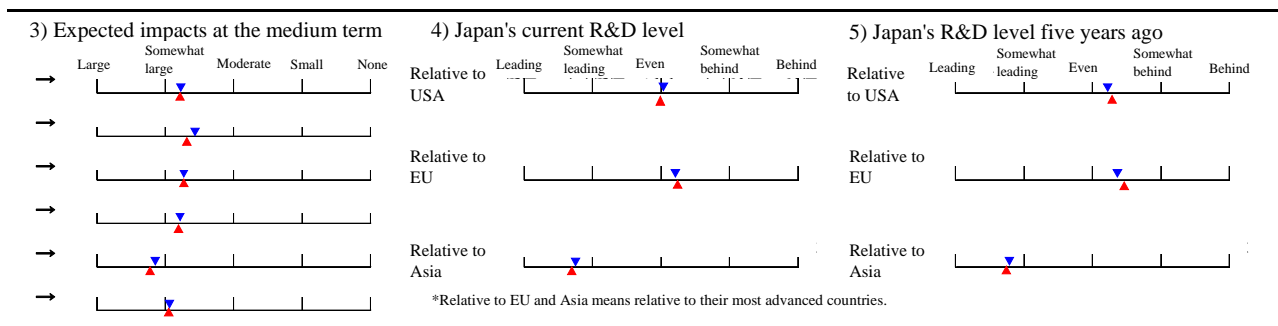 3) Expected impacts at the medium term
Large
Somewhat
large
Moderate
Small
None
4) Japan's current R&D level
Leading
Somewhat
leading
Even
Somewhat
behind
Behind
Relative to
USA
Relative to
EU
Relative to
Asia
*Relative to EU and Asia means relative to their most advanced countries.
5) Japan's R&D level five years ago
Leading
Somewhat
leading
Even
Somewhat
behind
Behind
Relative
to USA
Relative to
EU
Relative to
Asia